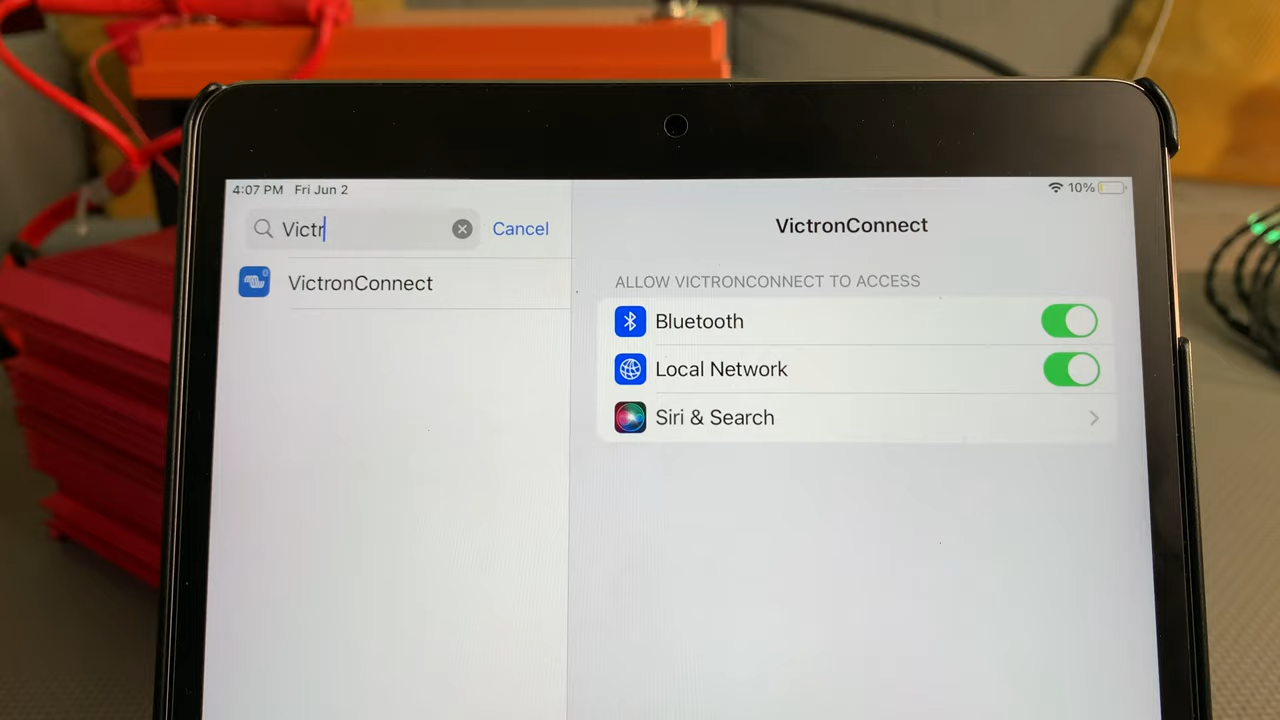 4:07 PM Fri Jun 2
10%
Victr
Cancel
VictronConnect
VictronConnect
ALLOW VICTRONCONNECT TO ACCESS
Bluetooth
Local Network
Siri & Search